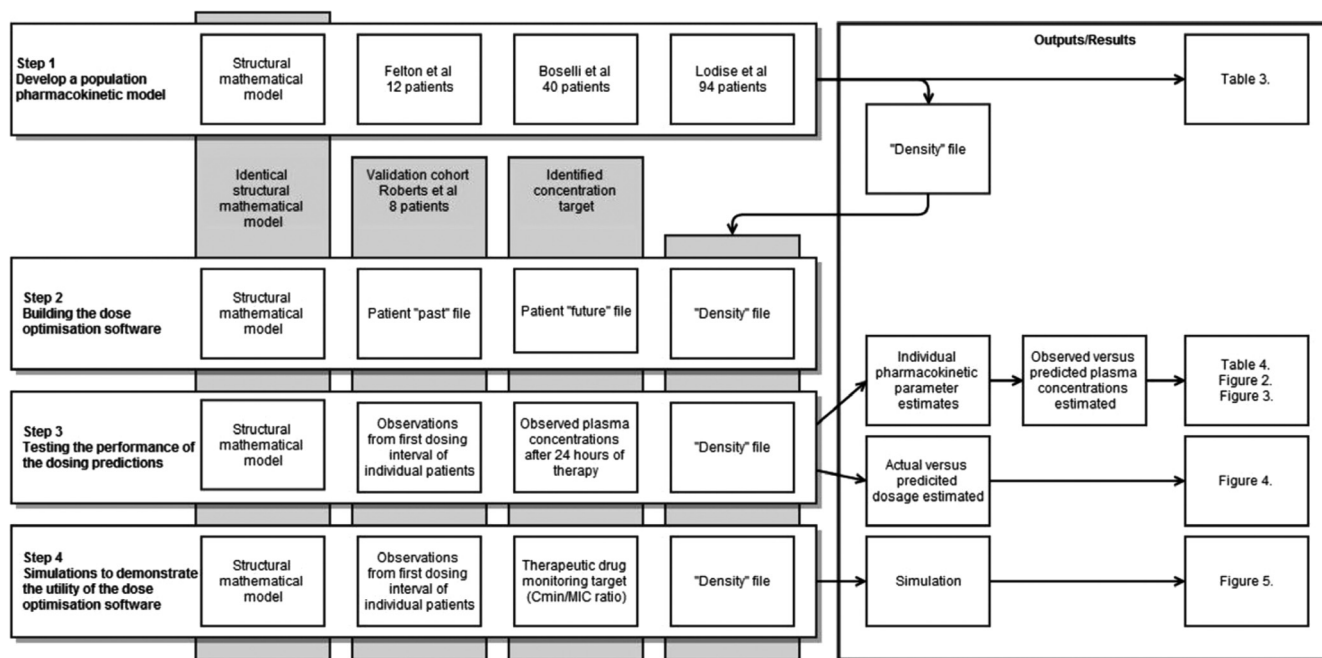 Outputs/Results
Step 1
Develop a population
pharmacokinetic model
Structural
mathematical
model
Felton et al
12 patients
Boselli et al
40 patients
Lodise et al
94 patients
Table 3.
"Density" file
Identical
structural
mathematical
model
Validation cohort
Roberts et al
8 patients
Identified
concentration
target
Step 2
Building the dose
optimisation software
Structural
mathematical
model
Patient "past" file
Patient "future" file
"Density" file
Step 3
Testing the performance of
the dosing predictions
Structural
mathematical
model
Observations
from first dosing
interval of
individual patients
Observed plasma
concentrations
after 24 hours of
therapy
"Density" file
Individual
pharmacokinetic
parameter
estimates
Observed versus
predicted plasma
concentrations
estimated
Table 4.
Figure 2.
Figure 3.
Actual versus
predicited
dosage estimated
Figure 4.
Step 4
Simulations to demonstrate
the utility of the dose
optimisation software
Structural
mathematical
model
Observations
from first dosing
interval of
individual patients
Therapeutic drug
monitoring target
(Cmin/MIC ratio)
"Density" file
Simulation
Figure 5.